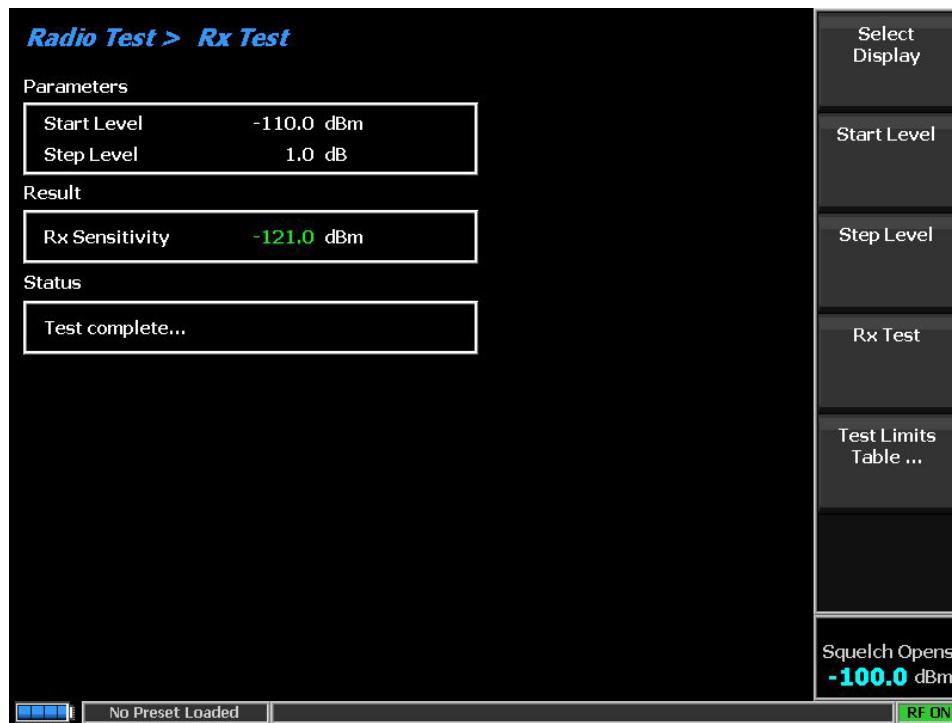 Radio Test > Rx Test
Parameters
Start Level -110.0 dBm
Step Level 1.0 dB
Result
Rx Sensitivity -121.0 dBm
Status
Test complete...
Select
Display
Start Level
Step Level
Rx Test
Test Limits
Table ...
Squelch Opens
-100.0 dBm
No Preset Loaded
RF ON